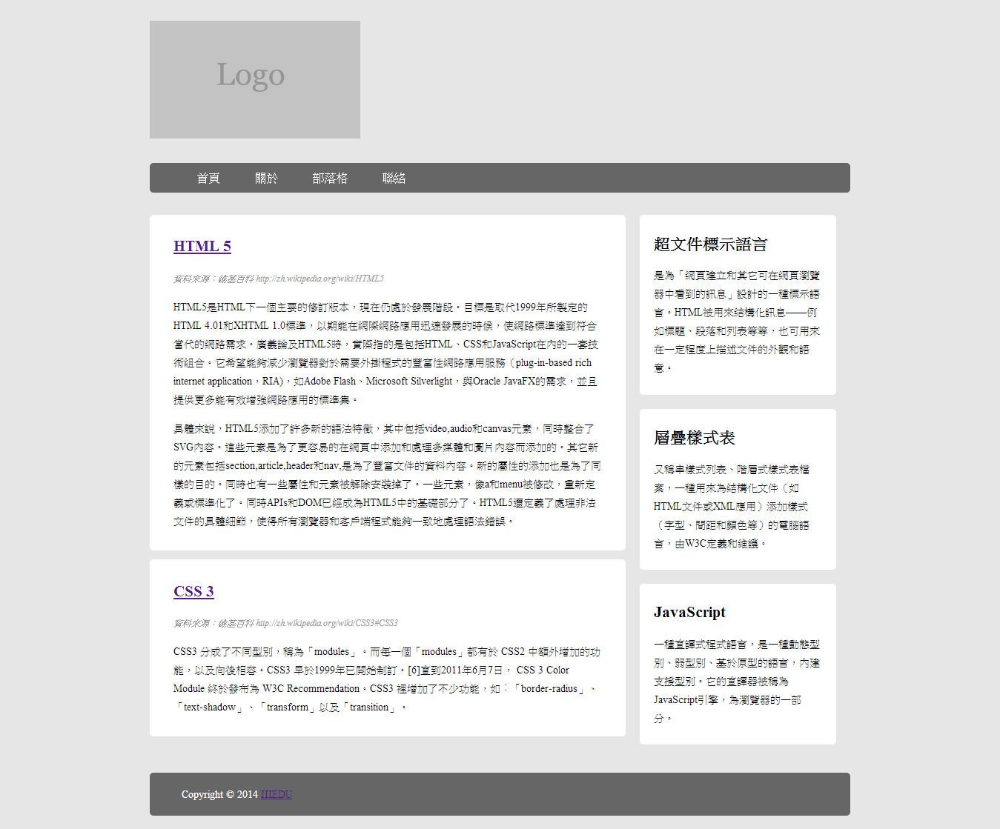 Logo
首頁 關於 部落格 聯絡
HTML 5
資料來源：維基百科 http://zh.wikipedia.org/wiki/HTML5
HTML5是HTML下一個主要的修訂版本，現在仍處於發展階段。目標是取代1999年所製定的
HTML 4.01和XHTML 1.0標準，以期能在網際網路應用迅速發展的時候，使網路標準達到符合
當代的網路需求。廣義論及HTML5時，實際指的是包括HTML、CSS和JavaScript在內的一套技
術組合。它希望能夠減少瀏覽器對於需要外掛程式的豐富性網路應用服務（plug-in-based rich
internet application，RIA)，如Adobe Flash、Microsoft Silverlight，與Oracle JavaFX的需求，並且
提供更多能有效增強網路應用的標準集。
具體來說，HTML5添加了許多新的語法特徵，其中包括video,audio和canvas元素，同時整合了
SVG內容。這些元素是為了更容易的在網頁中添加和處理多媒體和圖片內容而添加的。其它新
的元素包括section,article,header和nav,是為了豐富文件的資料內容。新的屬性的添加也是為了同
樣的目的。同時也有一些屬性和元素被解除安裝掉了。一些元素，像a和menu被修改，重新定
義或標準化了。同時APIs和DOM已經成為HTML5中的基礎部分了。HTML5還定義了處理非法
文件的具體細節，使得所有瀏覽器和客戶端程式能夠一致地處理語法錯誤。
CSS 3
資料來源：維基百科 http://zh.wikipedia.org/wiki/CSS3#CSS3
CSS3 分成了不同型別，稱為「modules」。而每一個「modules」都有於 CSS2 中額外增加的功
能，以及向後相容。CSS3 早於1999年已開始制訂。[6]直到2011年6月7日， CSS 3 Color
Module 終於發布為 W3C Recommendation。CSS3 裡增加了不少功能，如︰「border-radius」、
「text-shadow」、「transform」以及「transition」。
超文件標示語言
是為「網頁建立和其它可在網頁瀏覽
器中看到的訊息」設計的一種標示語
言。HTML被用來結構化訊息——例
如標題、段落和列表等等，也可用來
在一定程度上描述文件的外觀和語
意。
層疊樣式表
又稱串樣式列表、階層式樣式表檔
案，一種用來為結構化文件（如
HTML文件或XML應用）添加樣式
（字型、間距和顏色等）的電腦語
言，由W3C定義和維護。
JavaScript
一種直譯式程式語言，是一種動態型
別、弱型別、基於原型的語言，內建
支援型別。它的直譯器被稱為
JavaScript引擎，為瀏覽器的一部
分。
Copyright © 2014 IIIEDU